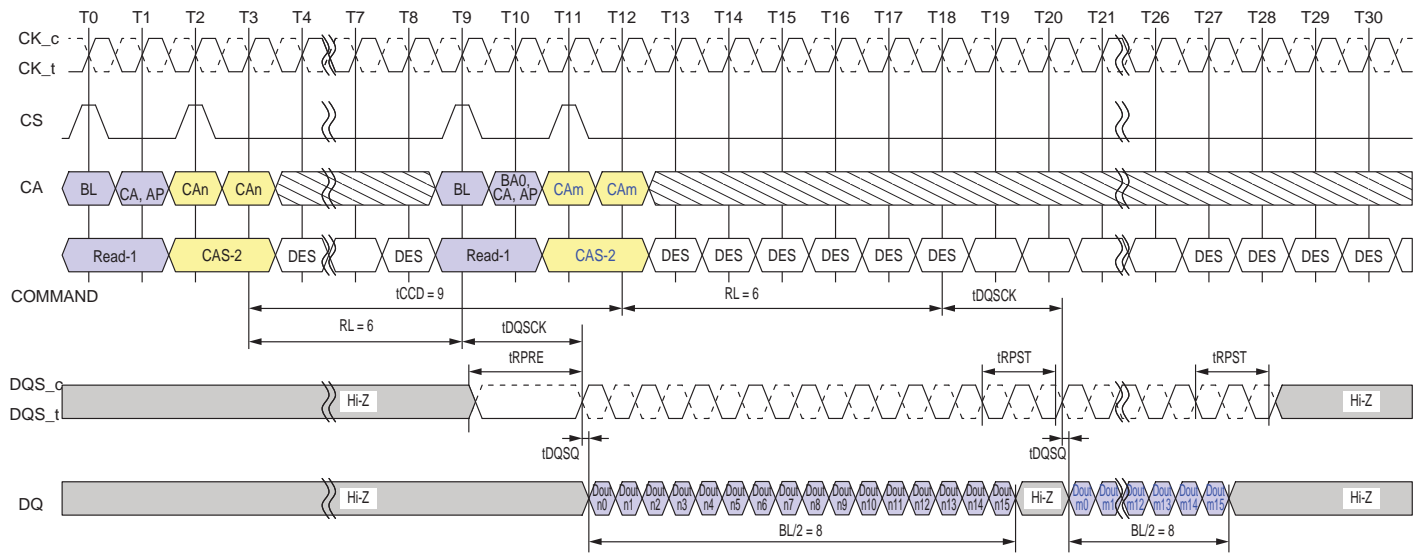 T0 T1 T2 T3 T4 T7 T8 T9 T10 T11 T12 T13 T14 T15 T16 T17 T18 T19 T20 T21 T26 T27 T28 T29 T30
CK_c
CK_t
CS
CA
BL
CA, AP
CAn
CAn
BL
BA0,
CA, AP
CAm
CAm
Read-1 CAS-2 DES DES Read-1 CAS-2 DES DES DES DES DES DES DES DES DES DES
COMMAND
tCCD = 9 RL = 6 tDQSCK
RL = 6 tDQSCK
tRPRE tRPST tRPST
DQS_c
DQS_t
Hi-Z Hi-Z
tDQSQ tDQSQ
DQ
Hi-Z
Dout n0
Dout n1
Dout n2
Dout n3
Dout n4
Dout n5
Dout n6
Dout n7
Dout n8
Dout n9
Dout n10
Dout n11
Dout n12
Dout n13
Dout n14
Dout n15
Hi-Z
Dout m0
Dout m1
Dout m12
Dout m13
Dout m14
Dout m15
Hi-Z
BL/2 = 8 BL/2 = 8